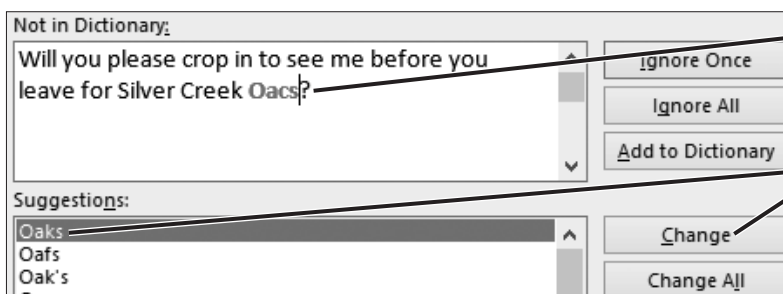 Not in Dictionary:
Will you please crop in to see me before you
leave for Silver Creek Oacs?
Ignore Once
Ignore All
Add to Dictionary
Suggestions:
Oaks
Oafs
Oak's
Change
Change All